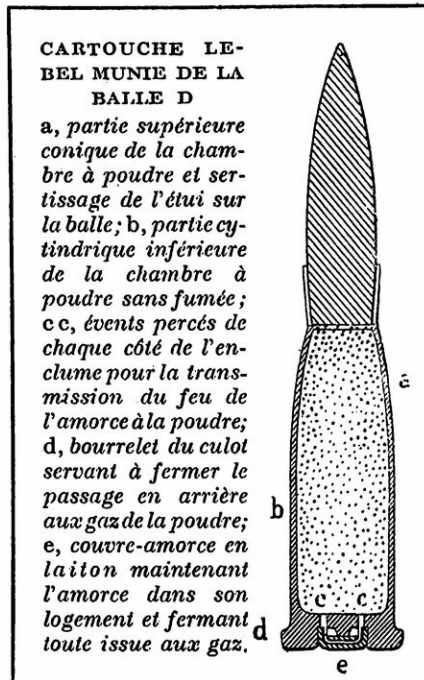 CARTOUCHE LE-
BEL MUNIE DE LA
BALLE D
a, partie supérieure
conique de la cham-
bre à poudre et ser-
tissage de l'étui sur
la balle; b, partie cy-
tindrique inférieure
de la chambre à
poudre sans fumée;
c c, évents percés de
chaque côté de l'en-
clume pour la trans-
mission du feu de
l'amorce à la poudre;
d, bourrelet du culot
servant à fermer le
passage en arrière
aux gaz de la poudre;
e, couvre-amorce en
laiton maintenant
l'amorce dans son
logement et fermant
toute issue aux gaz.
a
b
c c
d
e